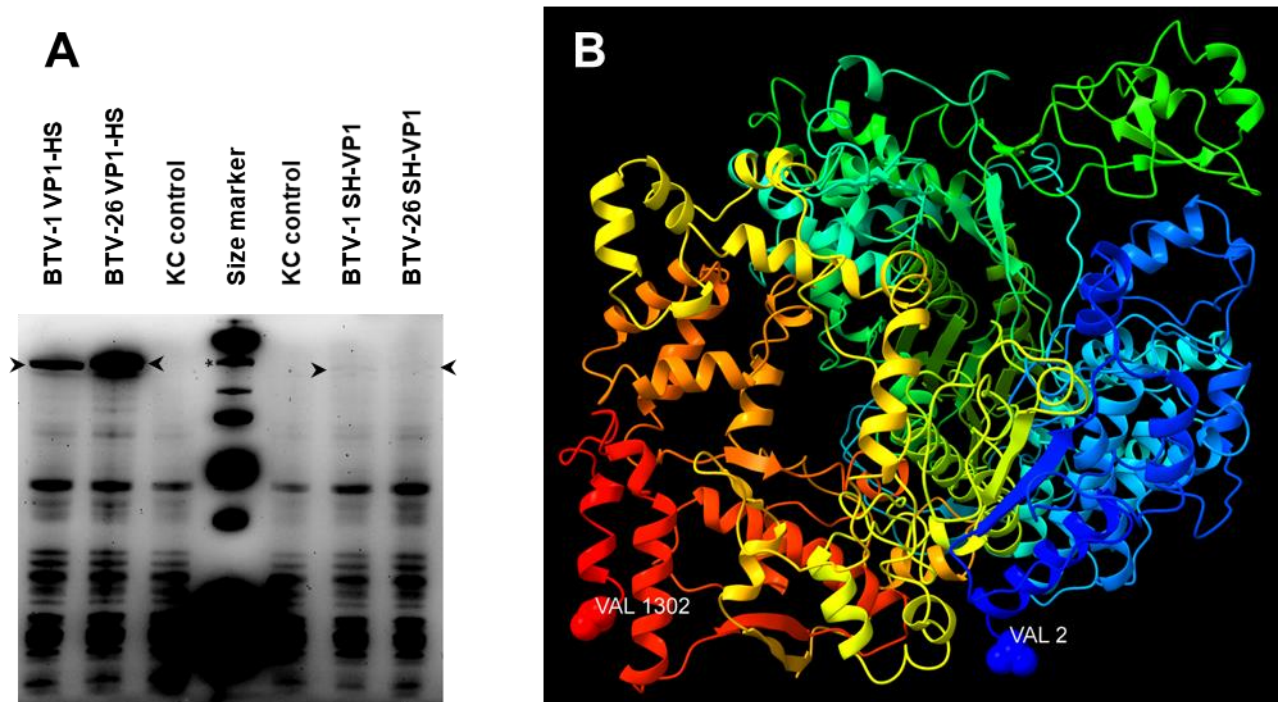 A
BTV-1 VP1-HS
BTV-26 VP1-HS
KC control
Size marker
KC control
BTV-1 SH-VP1
BTV-26 SH-VP1
*
B
VAL 1302
VAL 2